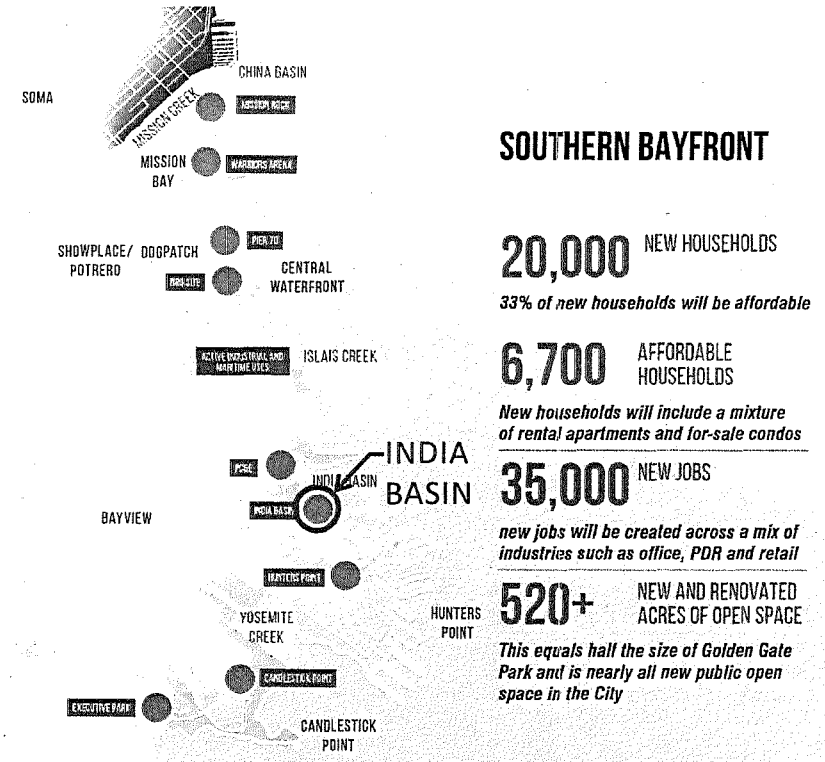 CHINA BASIN
SOMA
MISSION CREEK
MISSION ROCK
MISSION
BAY
WARRIORS ARENA
SHOWPLACE/
POTRERO
DOGPATCH
PIER 70
CENTRAL
WATERFRONT
ACTIVE INDUSTRIAL AND
MARITIME USES
ISLAIS CREEK
PG&E
INDIA BASIN
INDIA
BASIN
INDIA BASIN
BAYVIEW
HUNTERS POINT
YOSEMITE
CREEK
HUNTERS
POINT
CANDLESTICK POINT
EXECUTIVE PARK
CANDLESTICK
POINT
SOUTHERN BAYFRONT
20,000 NEW HOUSEHOLDS
33% of new households will be affordable
6,700 AFFORDABLE
HOUSEHOLDS
New households will include a mixture
of rental apartments and for-sale condos
35,000 NEW JOBS
new jobs will be created across a mix of
industries such as office, PDR and retail
520+ NEW AND RENOVATED
ACRES OF OPEN SPACE
This equals half the size of Golden Gate
Park and is nearly all new public open
space in the City